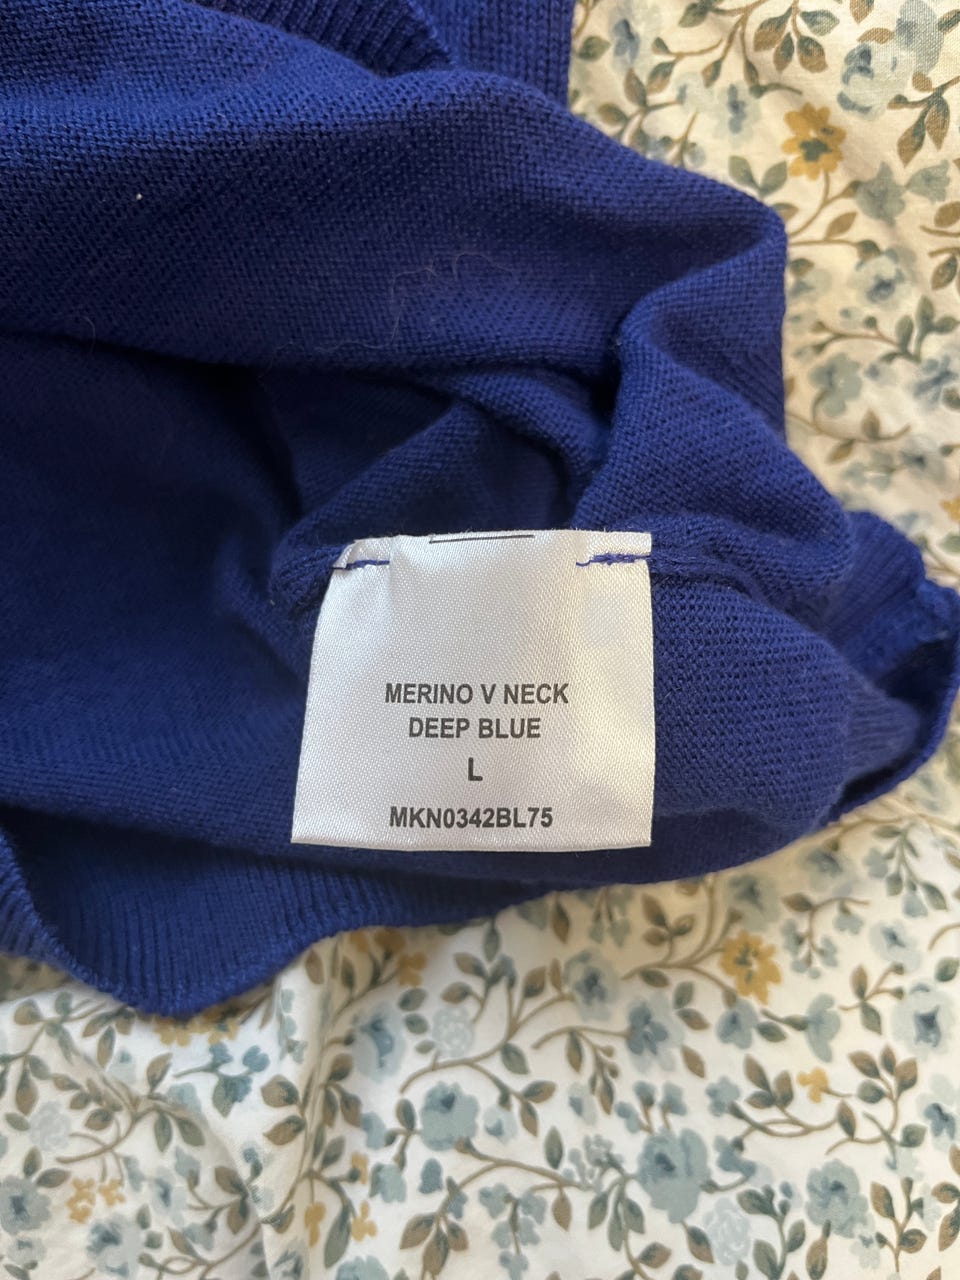 MERINO V NECK
DEEP BLUE
L
MKN0342BL75